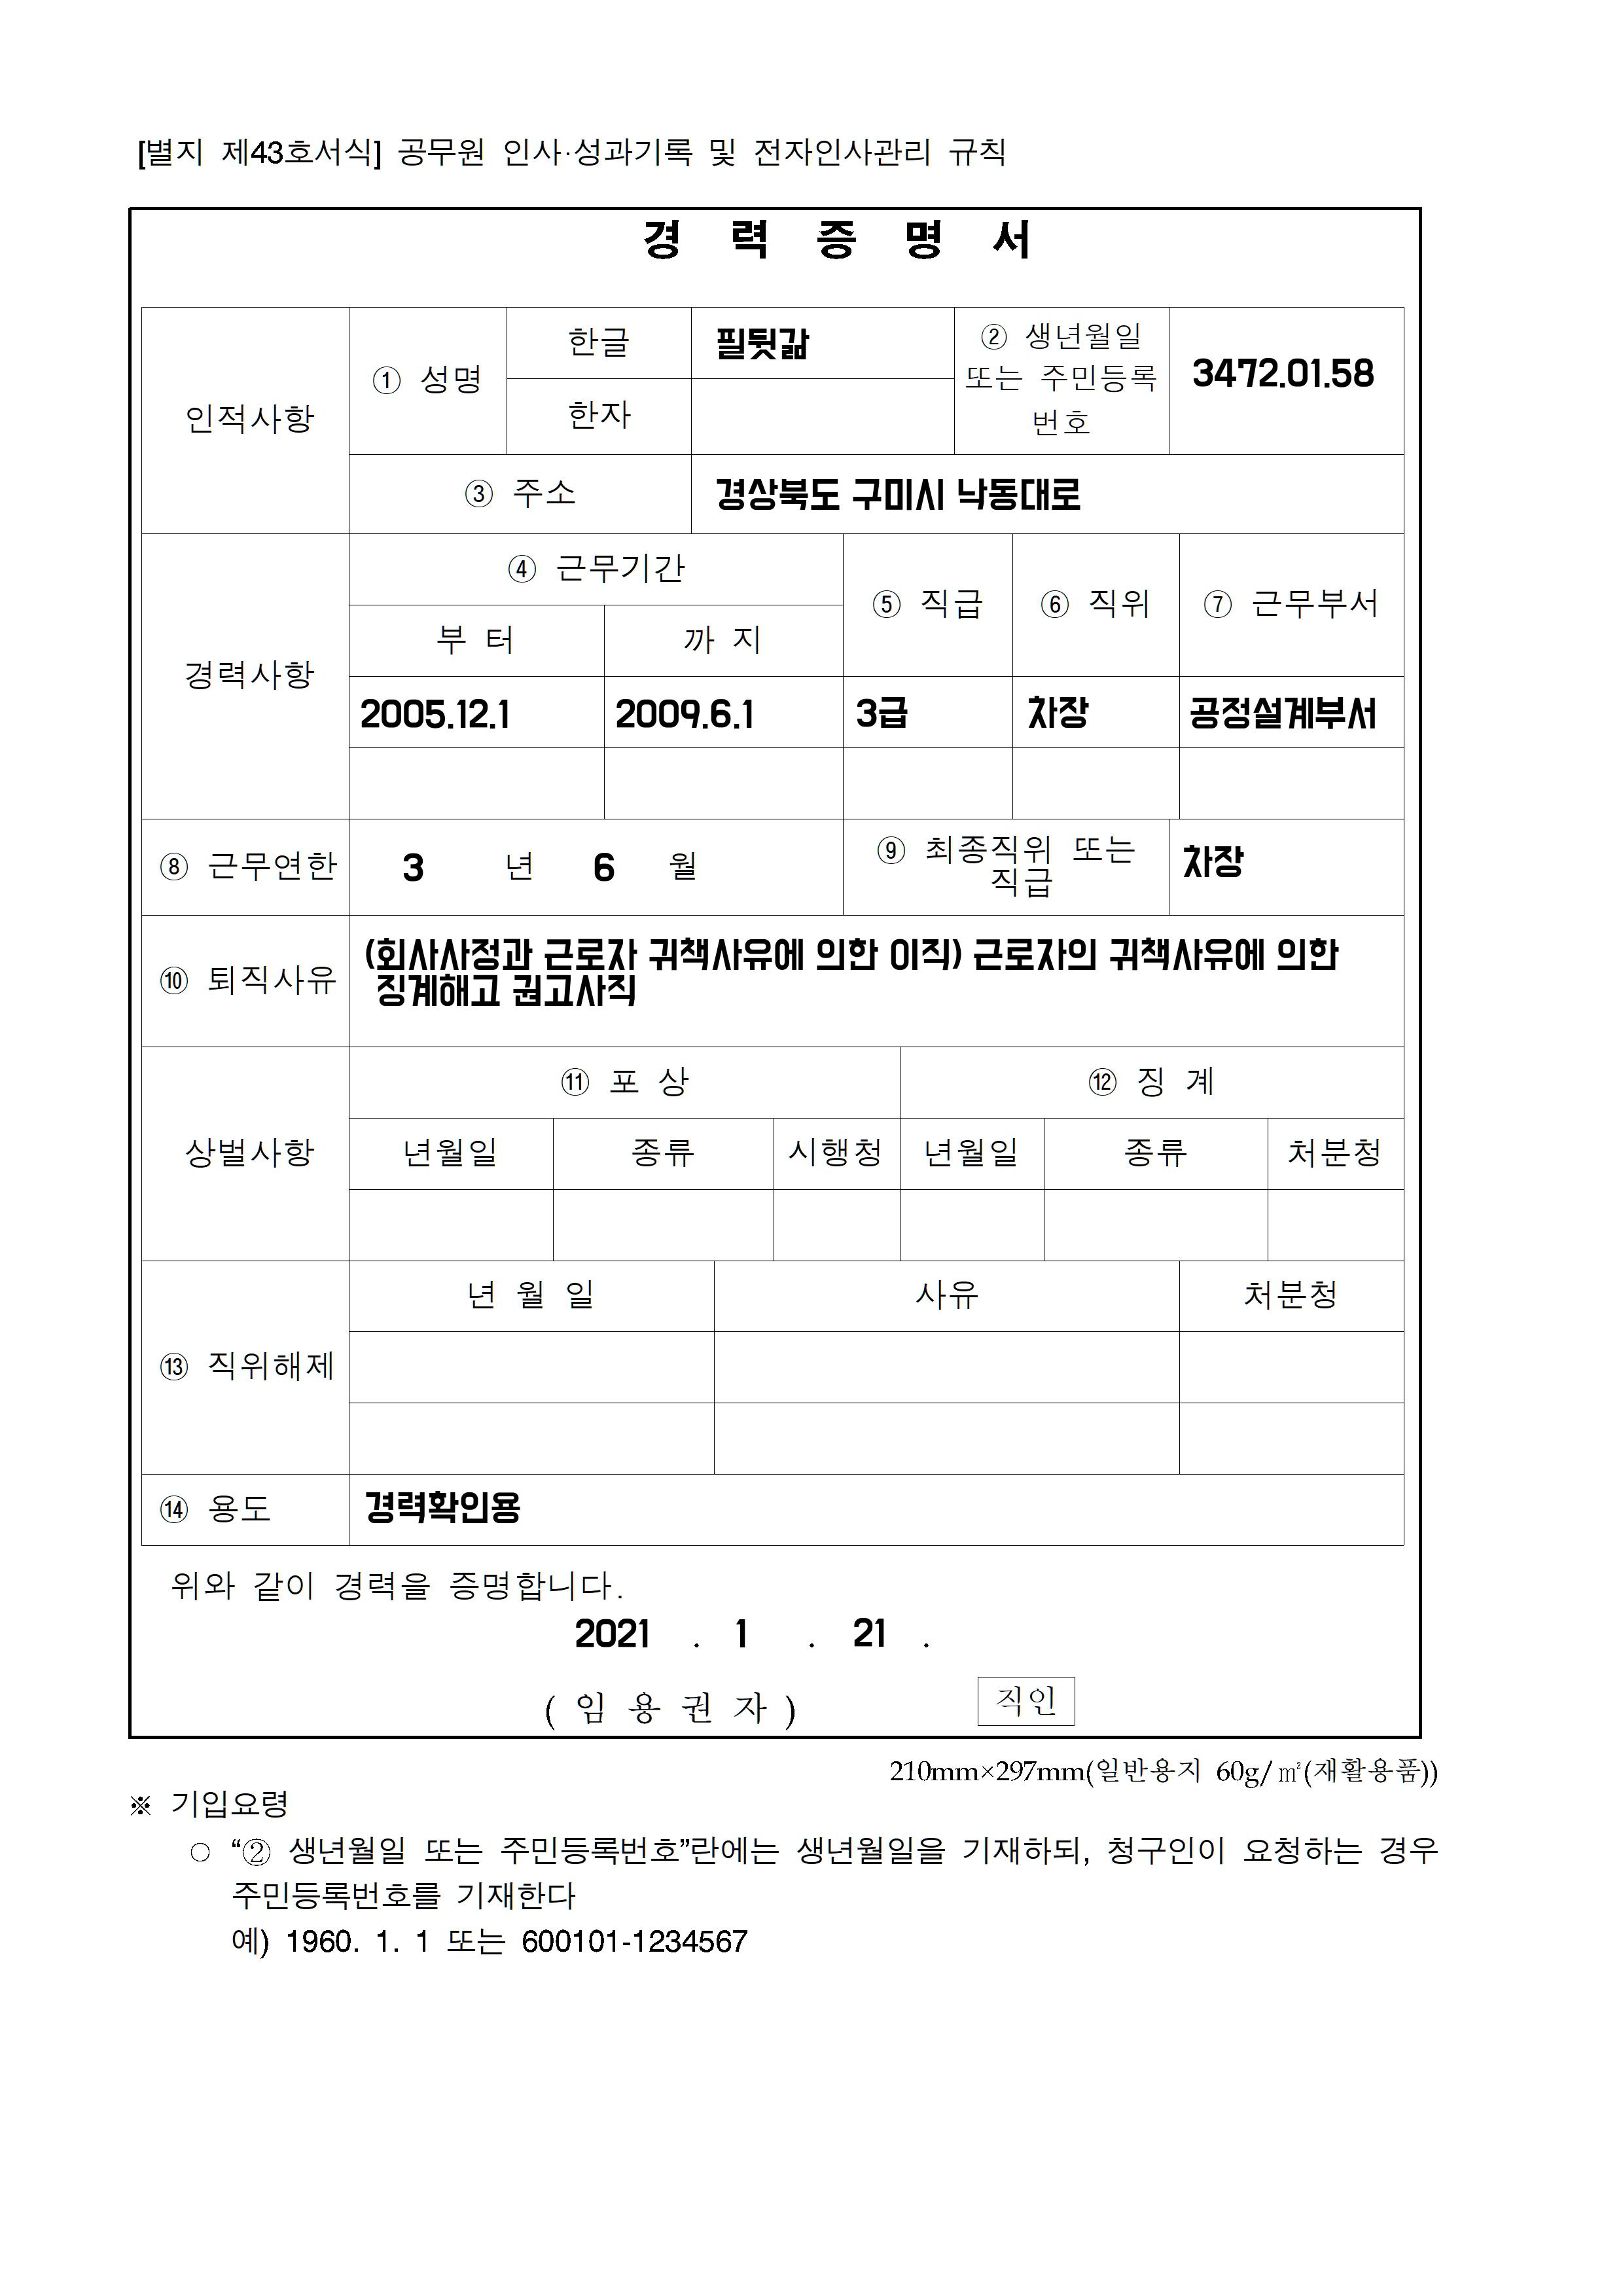 [별지 제43호서식] 공무원 인사·성과기록 및 전자인사관리 규칙
경 력 증 명 서
인적사항
① 성명
한글
필뒷갊
② 생년월일
또는 주민등록
번호
3472.01.58
한자
③ 주소
경상북도 구미시 낙동대로
경력사항
④ 근무기간
⑤ 직급
⑥ 직위
⑦ 근무부서
부 터
까 지
2005.12.1
2009.6.1
3급
차장
공정설계부서
⑧ 근무연한
3 년 6 월
⑨ 최종직위 또는
직급
차장
⑩ 퇴직사유
(회사사정과 근로자 귀책사유에 의한 이직) 근로자의 귀책사유에 의한
징계해고 권고사직
상벌사항
⑪ 포 상
⑫ 징 계
년월일
종류
시행청
년월일
종류
처분청
⑬ 직위해제
년 월 일
사유
처분청
⑭ 용도
경력확인용
위와 같이 경력을 증명합니다.
2021 . 1 . 21 .
( 임 용 권 자 )
직인
210mm×297mm(일반용지 60g/㎡(재활용품))
※ 기입요령
○ “② 생년월일 또는 주민등록번호”란에는 생년월일을 기재하되, 청구인이 요청하는 경우
주민등록번호를 기재한다
예) 1960. 1. 1 또는 600101-1234567